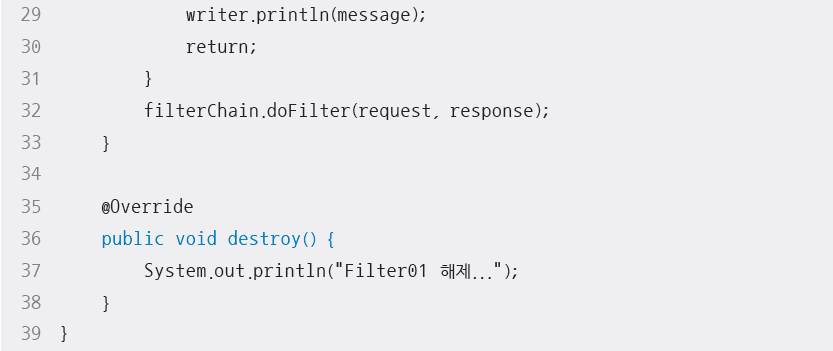 29 writer.println(message);
30 return;
31 }
32 filterChain.doFilter(request, response);
33 }
34
35 @Override
36 public void destroy() {
37 System.out.println("Filter01 해제...");
38 }
39 }